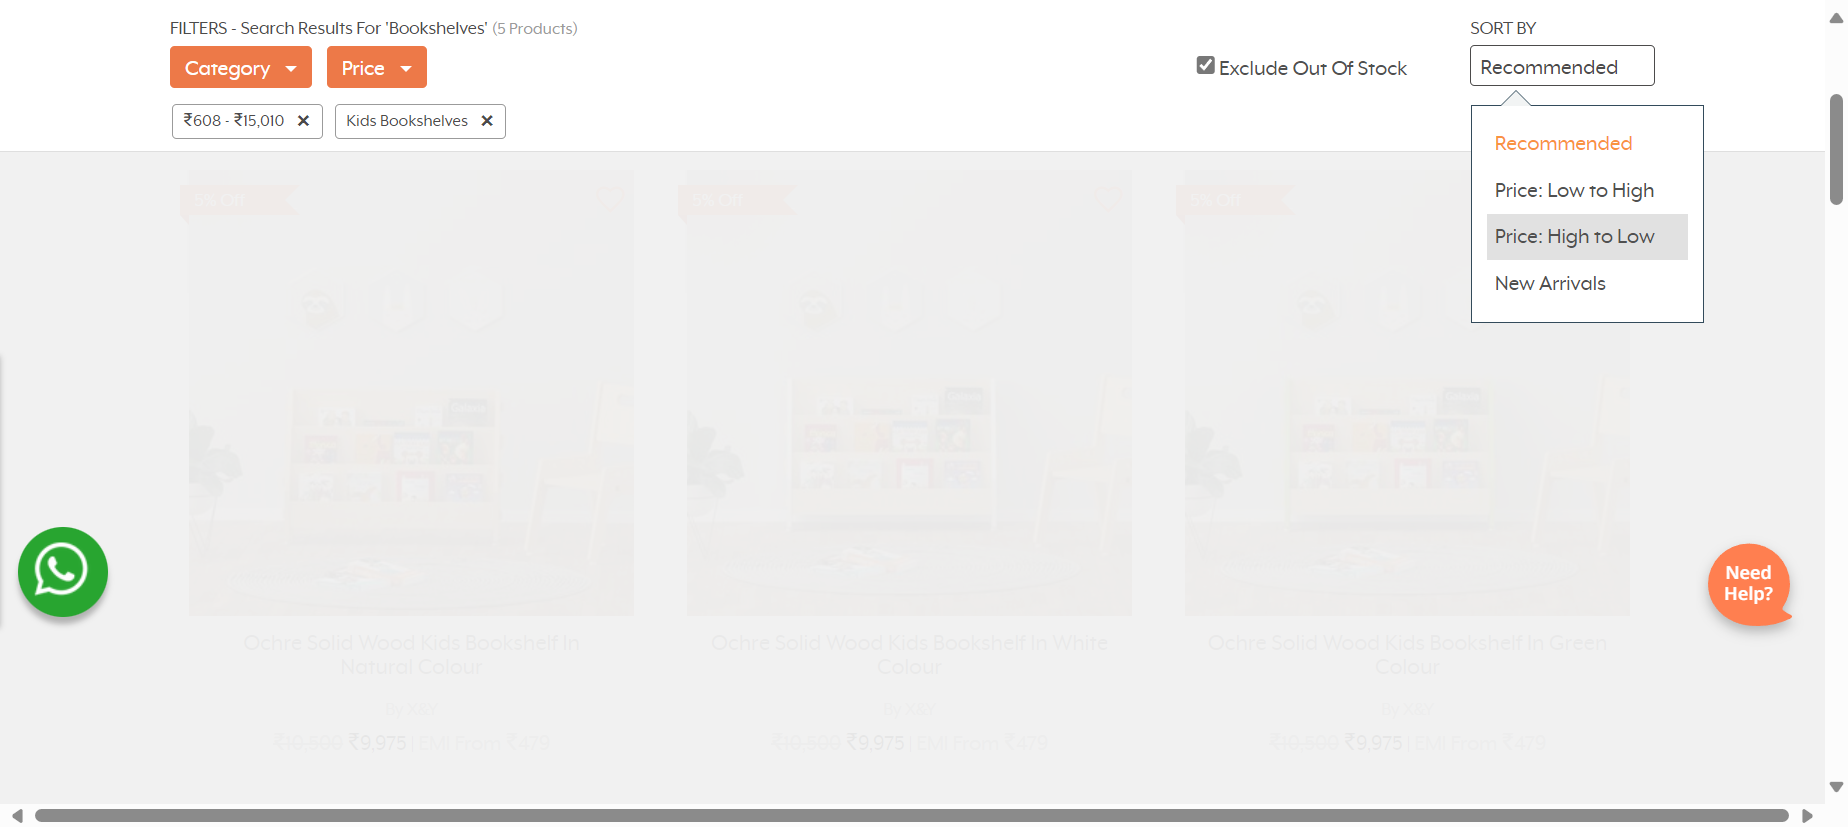 FILTERS - Search Results For 'Bookshelves' (5 Products)
SORT BY
Category
Price
Exclude Out Of Stock
Recommended
₹608 - ₹15,010
Kids Bookshelves
Recommended
Price: Low to High
Price: High to Low
New Arrivals
5% Off
5% Off
5% Off
Need
Help?
Ochre Solid Wood Kids Bookshelf In
Natural Colour
By X&Y
₹10,500 ₹9,975 | EMI From ₹479
Ochre Solid Wood Kids Bookshelf In White
Colour
By X&Y
₹10,500 ₹9,975 | EMI From ₹479
Ochre Solid Wood Kids Bookshelf In Green
Colour
By X&Y
₹10,500 ₹9,975 | EMI From ₹479